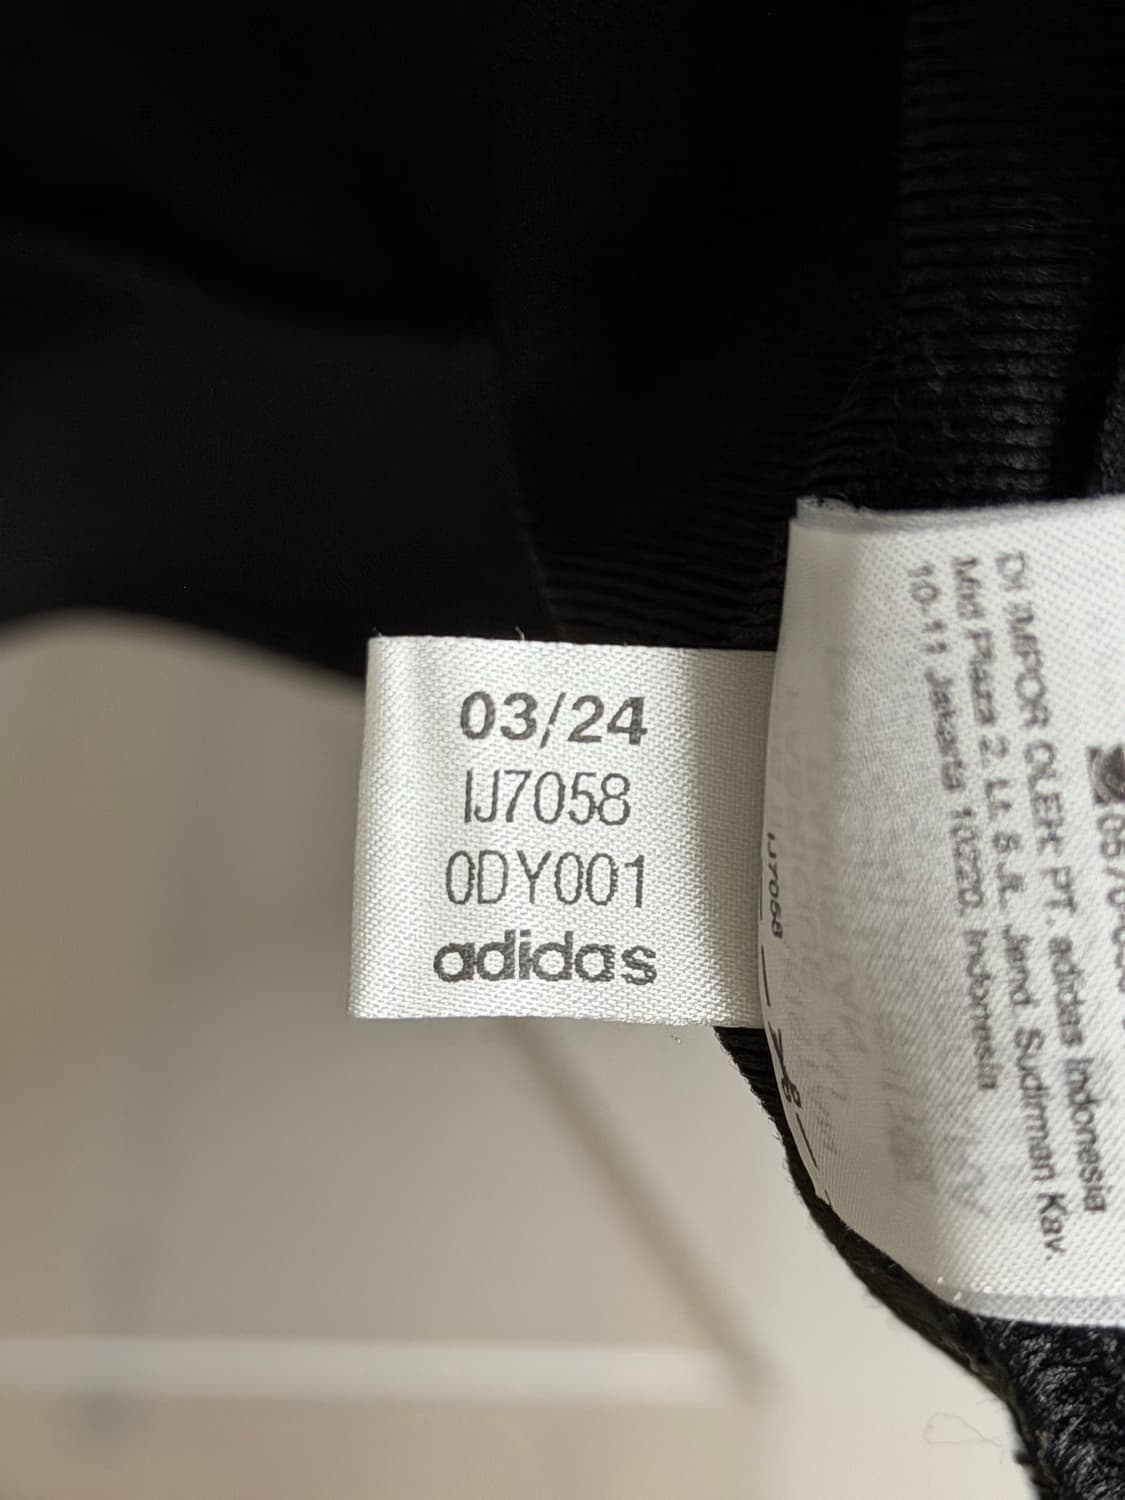 03/24
IJ7058
0DY001
adidas
IJ7058
DI IMPOR OLEH: PT. adidas Indonesia
Mid Plaza 2, Lt. 8 JL. Jend. Sudirman Kav.
10-11 Jakarta 10220, Indonesia